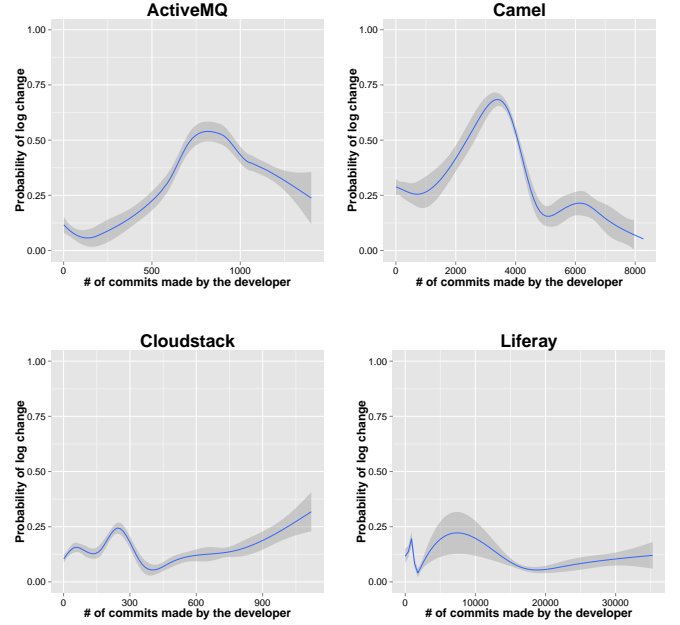 ActiveMQ
Probability of log change
1.00
0.75
0.50
0.25
0.00
0 500 1000
# of commits made by the developer
Camel
Probability of log change
1.00
0.75
0.50
0.25
0.00
0 2000 4000 6000 8000
# of commits made by the developer
Cloudstack
Probability of log change
1.00
0.75
0.50
0.25
0.00
0 300 600 900
# of commits made by the developer
Liferay
Probability of log change
1.00
0.75
0.50
0.25
0.00
0 10000 20000 30000
# of commits made by the developer